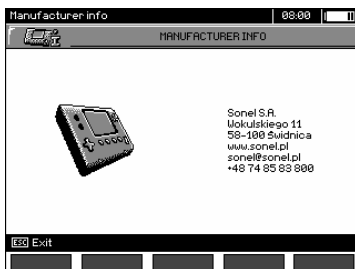 Manufacturer info 08:00
MANUFACTURER INFO
Sonel S.A.
Wokulskiego 11
58-100 Świdnica
www.sonel.pl
sonel@sonel.pl
+48 74 85 83 800
ESC Exit